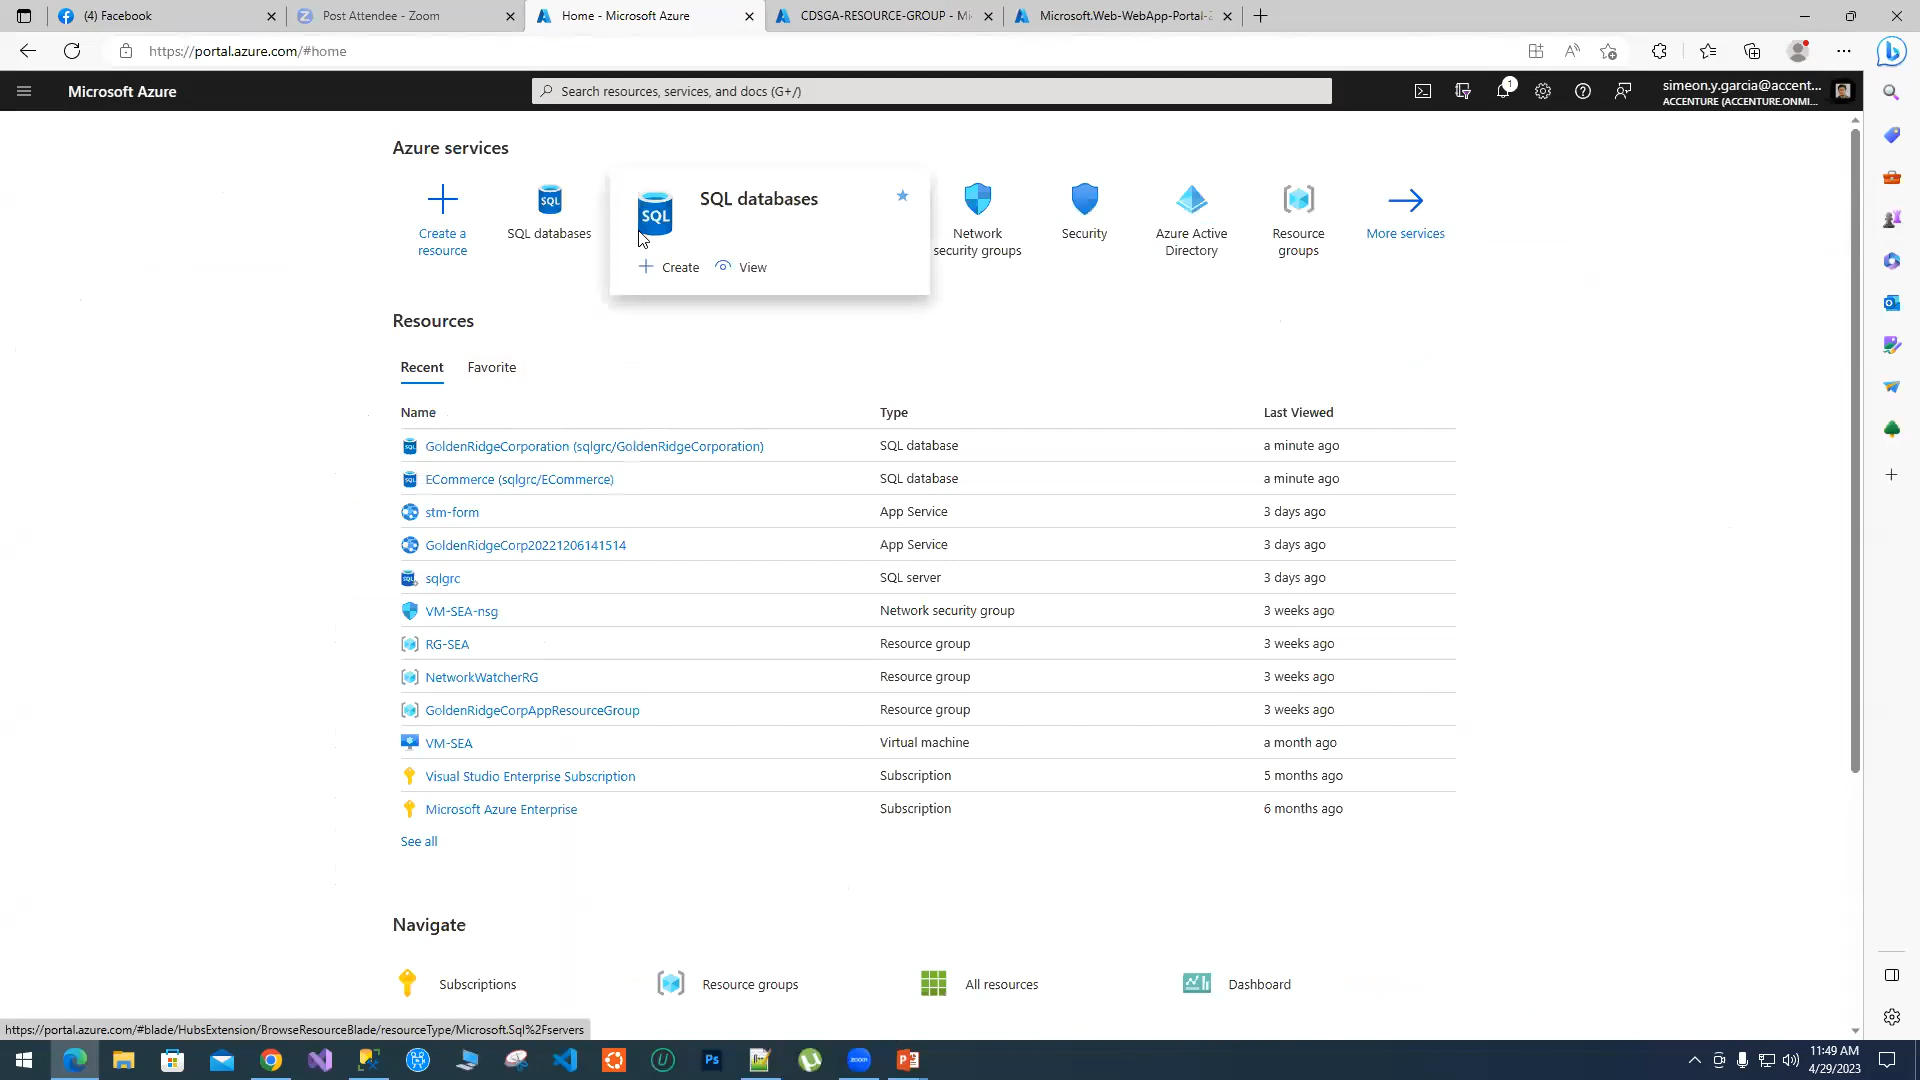 (4) Facebook
Post Attendee - Zoom
Home - Microsoft Azure
CDSGA-RESOURCE-GROUP - Mi
Microsoft.Web-WebApp-Portal-
https://portal.azure.com/#home
Microsoft Azure
Search resources, services, and docs (G+/)
1
simeon.y.garcia@accent...
ACCENTURE (ACCENTURE.ONMI...
Azure services
Create a
resource
SQL
SQL databases
SQL
SQL databases
Create
View
Network
security groups
Security
Azure Active
Directory
Resource
groups
More services
Resources
Recent
Favorite
Name
Type
Last Viewed
GoldenRidgeCorporation (sqlgrc/GoldenRidgeCorporation)
SQL database
a minute ago
ECommerce (sqlgrc/ECommerce)
SQL database
a minute ago
stm-form
App Service
3 days ago
GoldenRidgeCorp20221206141514
App Service
3 days ago
sqlgrc
SQL server
3 days ago
VM-SEA-nsg
Network security group
3 weeks ago
RG-SEA
Resource group
3 weeks ago
NetworkWatcherRG
Resource group
3 weeks ago
GoldenRidgeCorpAppResourceGroup
Resource group
3 weeks ago
VM-SEA
Virtual machine
a month ago
Visual Studio Enterprise Subscription
Subscription
5 months ago
Microsoft Azure Enterprise
Subscription
6 months ago
See all
Navigate
Subscriptions
Resource groups
All resources
Dashboard
https://portal.azure.com/#blade/HubsExtension/BrowseResourceBlade/resourceType/Microsoft.Sql%2Fservers
Ps
zoom
11:49 AM
4/29/2023